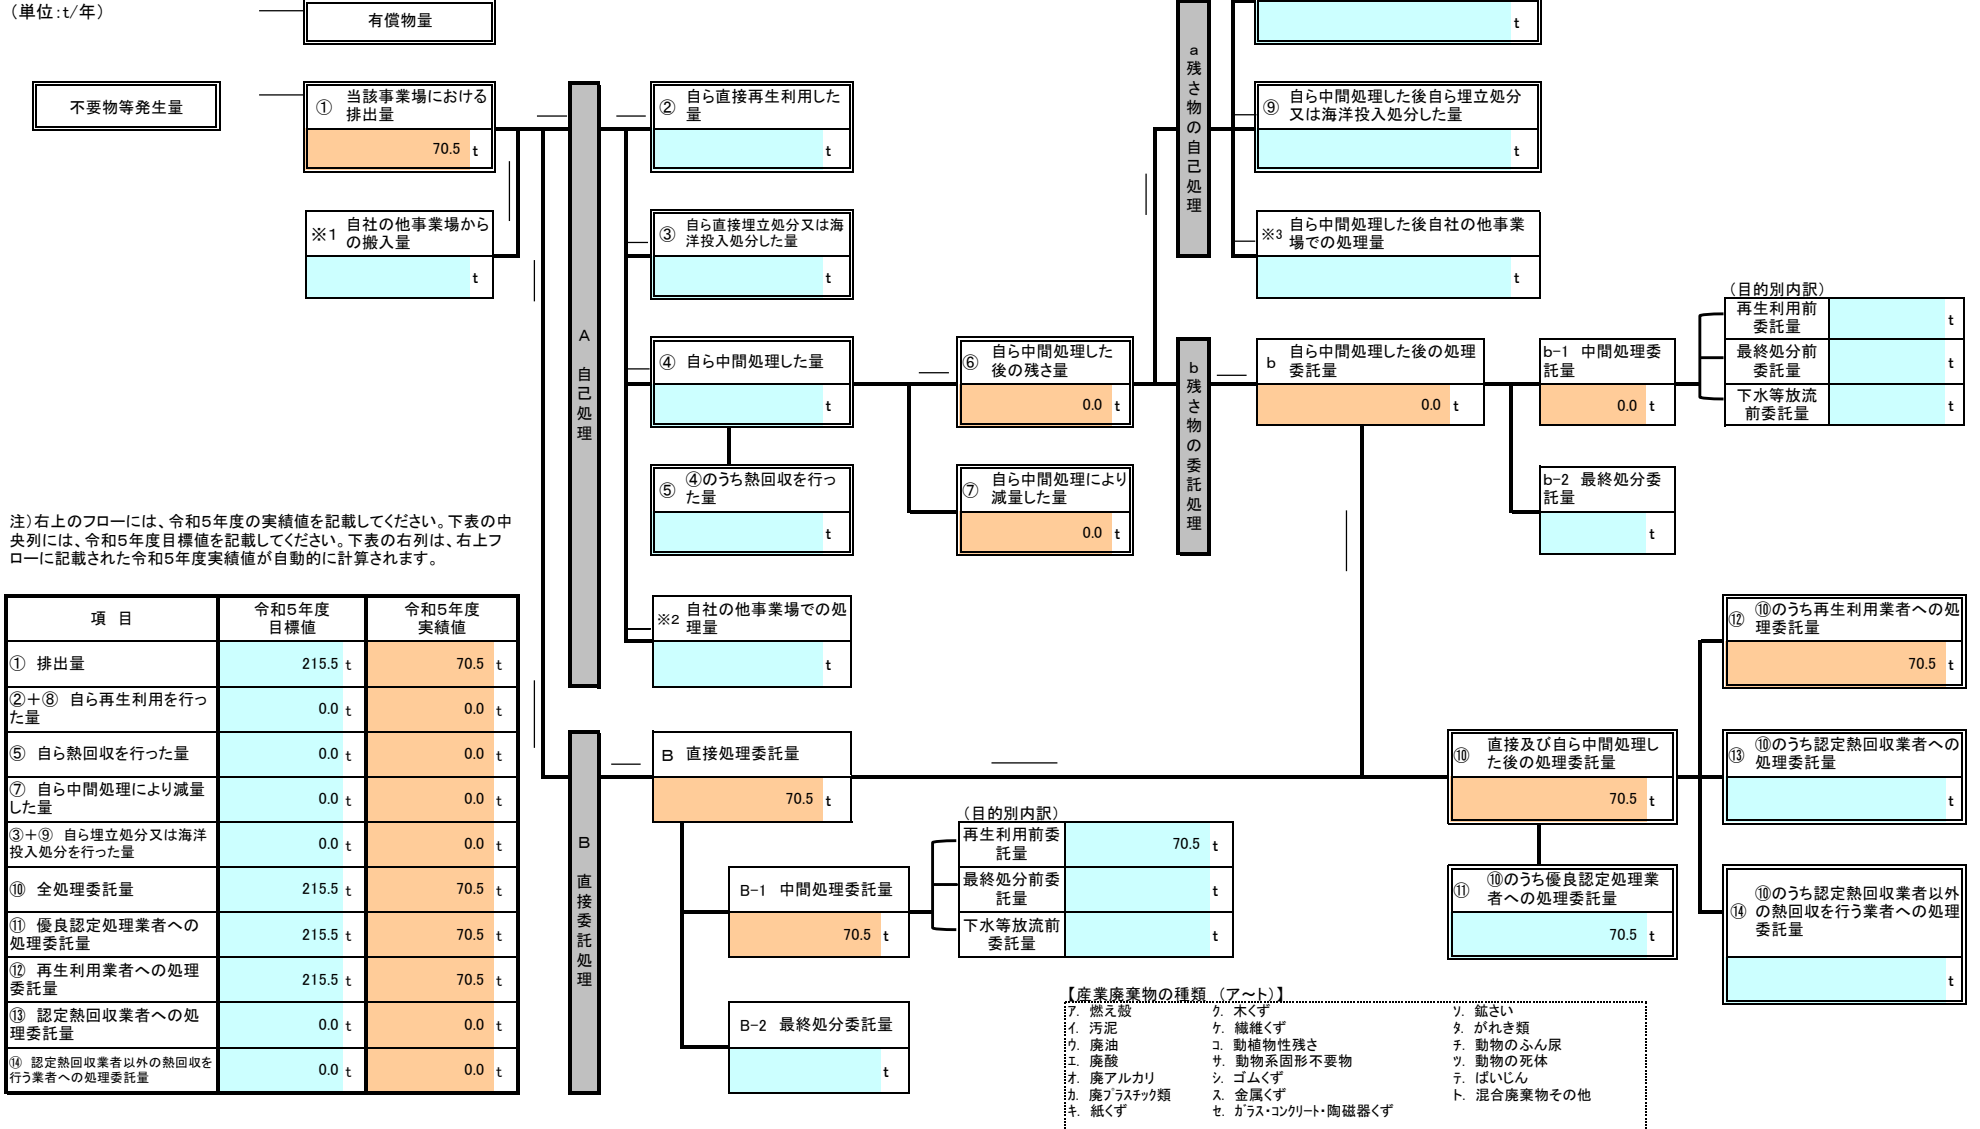 (単位:t/年)
有償物量
t
不要物等発生量
① 当該事業場における
排出量
70.5 t
※1 自社の他事業場から
の搬入量
t
A 自己処理
② 自ら直接再生利用した
量
t
③ 自ら直接埋立処分又は海
洋投入処分した量
t
④ 自ら中間処理した量
t
⑤ ④のうち熱回収を行っ
た量
t
※2 自社の他事業場での処
理量
t
⑥ 自ら中間処理した
後の残さ量
0.0 t
⑦ 自ら中間処理により
減量した量
0.0 t
a 残さ物の自己処理
⑨ 自ら中間処理した後自ら埋立処分
又は海洋投入処分した量
t
※3 自ら中間処理した後自社の他事業
場での処理量
t
b 残さ物の委託処理
b 自ら中間処理した後の処理
委託量
0.0 t
b-1 中間処理委
託量
0.0 t
b-2 最終処分委
託量
t
(目的別内訳)
再生利用前
委託量
t
最終処分前
委託量
t
下水等放流
前委託量
t
注)右上のフローには、令和5年度の実績値を記載してください。下表の中
央列には、令和5年度目標値を記載してください。下表の右列は、右上フ
ローに記載された令和5年度実績値が自動的に計算されます。
項 目 令和5年度
目標値 令和5年度
実績値
① 排出量 215.5 t 70.5 t
②+⑧ 自ら再生利用を行っ
た量 0.0 t 0.0 t
⑤ 自ら熱回収を行った量 0.0 t 0.0 t
⑦ 自ら中間処理により減量
した量 0.0 t 0.0 t
③+⑨ 自ら埋立処分又は海洋
投入処分を行った量 0.0 t 0.0 t
⑩ 全処理委託量 215.5 t 70.5 t
⑪ 優良認定処理業者への
処理委託量 215.5 t 70.5 t
⑫ 再生利用業者への処理
委託量 215.5 t 70.5 t
⑬ 認定熱回収業者への処
理委託量 0.0 t 0.0 t
⑭ 認定熱回収業者以外の熱回収を
行う業者への処理委託量 0.0 t 0.0 t
B 直接委託処理
B 直接処理委託量
70.5 t
B-1 中間処理委託量
70.5 t
B-2 最終処分委託量
t
(目的別内訳)
再生利用前委
託量
70.5 t
最終処分前委
託量
t
下水等放流前
委託量
t
⑩ 直接及び自ら中間処理し
た後の処理委託量
70.5 t
⑪ ⑩のうち優良認定処理業
者への処理委託量
70.5 t
⑫ ⑩のうち再生利用業者への処
理委託量
70.5 t
⑬ ⑩のうち認定熱回収業者への
処理委託量
t
⑭ ⑩のうち認定熱回収業者以外
の熱回収を行う業者への処理
委託量
t
【産業廃棄物の種類 (ア~ト)】
ア. 燃え殻 ク. 木くず ソ. 鉱さい
イ. 汚泥 ケ. 繊維くず タ. がれき類
ウ. 廃油 コ. 動植物性残さ チ. 動物のふん尿
エ. 廃酸 サ. 動物系固形不要物 ツ. 動物の死体
オ. 廃アルカリ シ. ゴムくず テ. ばいじん
カ. 廃プラスチック類 ス. 金属くず ト. 混合廃棄物その他
キ. 紙くず セ. ガラス・コンクリート・陶磁器くず